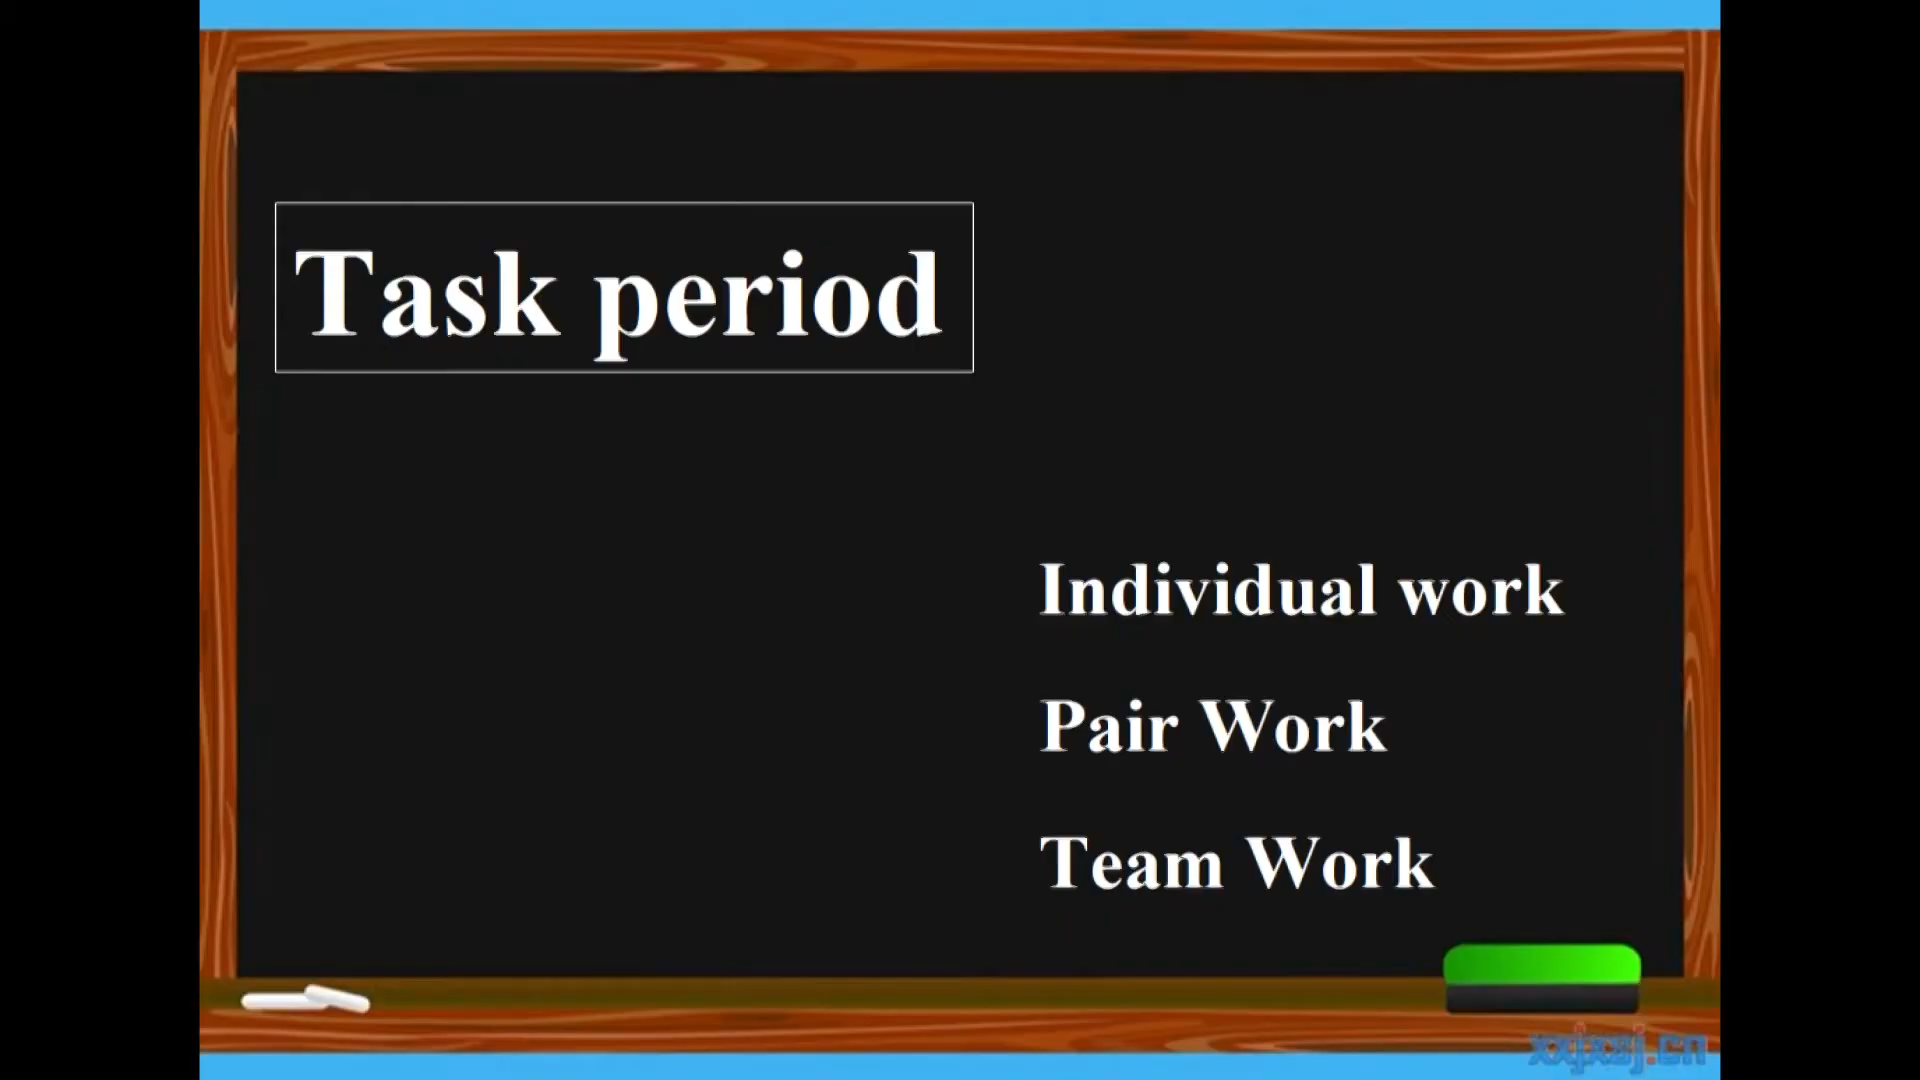 Task period
Individual work
Pair Work
Team Work
xxjxsj.cn